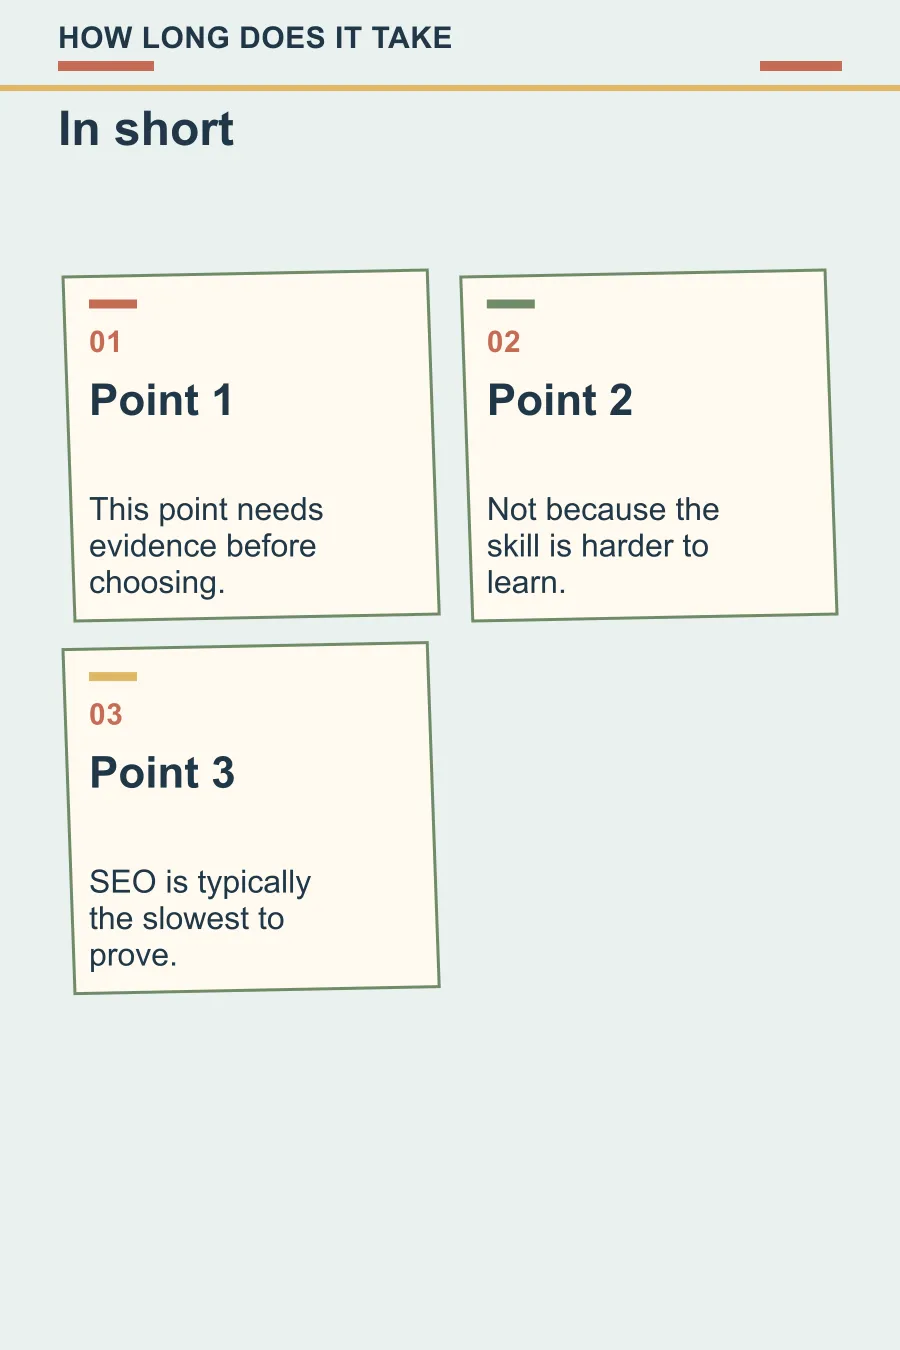 HOW LONG DOES IT TAKE
In short
01
Point 1
This point needs
evidence before
choosing.
02
Point 2
Not because the
skill is harder to
learn.
03
Point 3
SEO is typically
the slowest to
prove.